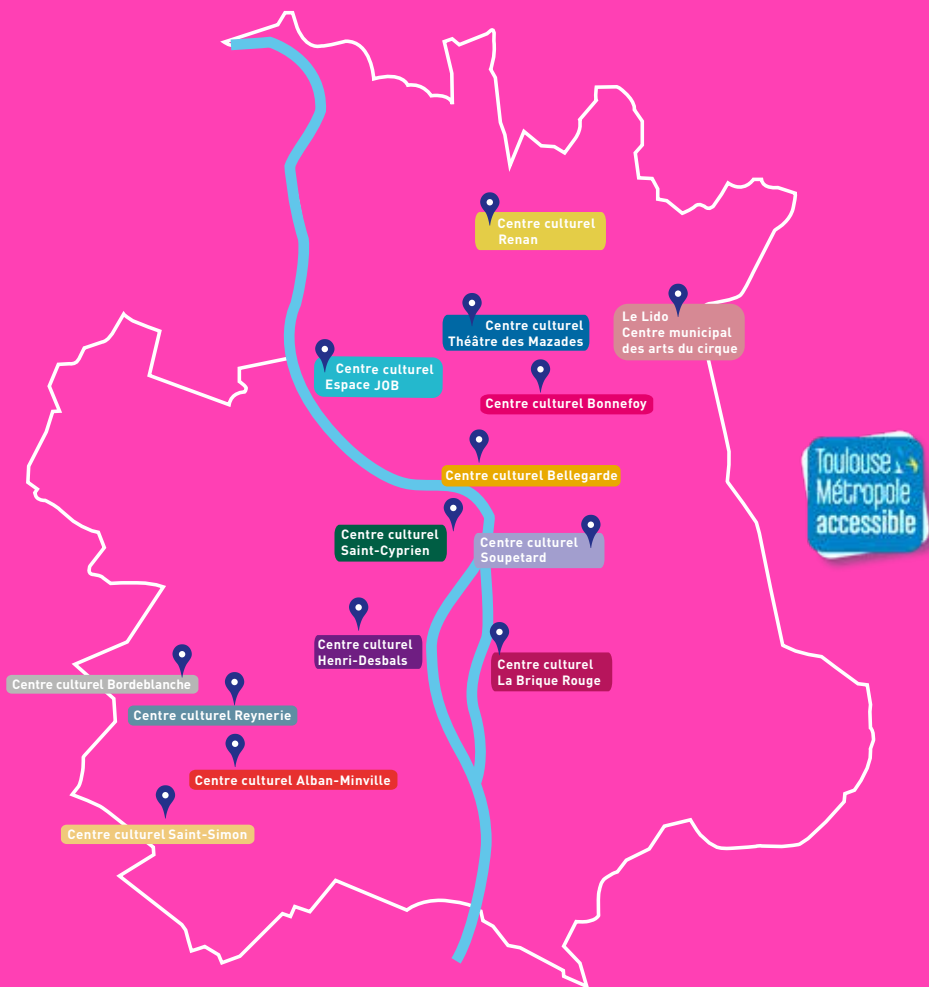 Centre culturel
Renan
Centre culturel
Théâtre des Mazades
Le Lido
Centre municipal
des arts du cirque
Centre culturel
Espace JOB
Centre culturel Bonnefoy
Toulouse
Métropole
accessible
Centre culturel Bellegarde
Centre culturel
Saint-Cyprien
Centre culturel
Soupetard
Centre culturel
Henri-Desbals
Centre culturel
La Brique Rouge
Centre culturel Bordeblanche
Centre culturel Reynerie
Centre culturel Alban-Minville
Centre culturel Saint-Simon